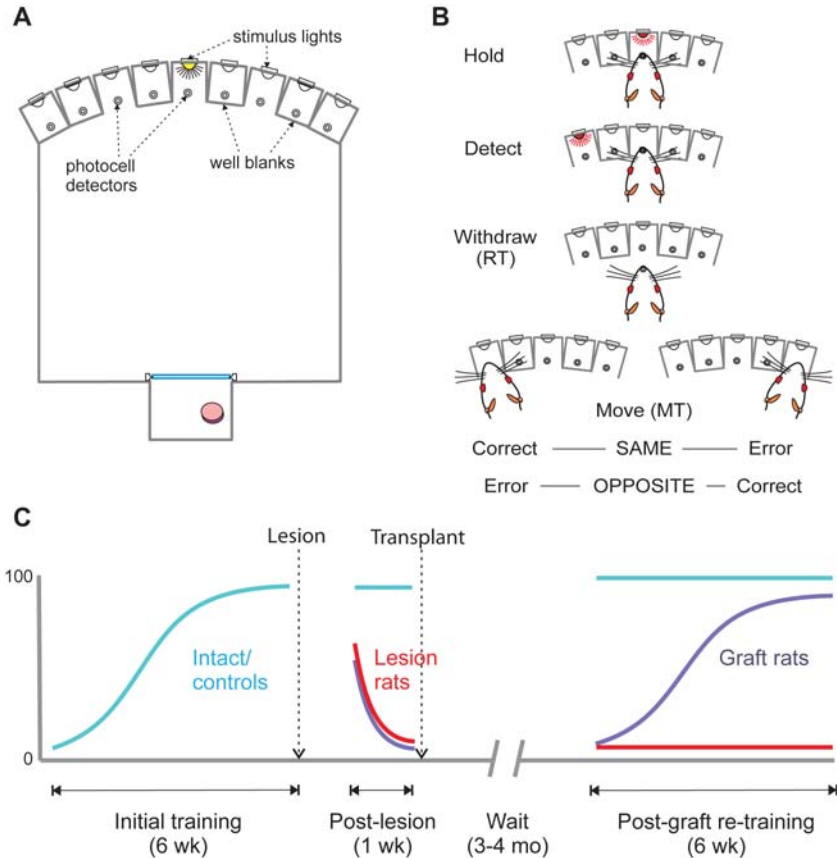 A
stimulus lights
photocell
detectors
well blanks
B
Hold
Detect
Withdraw
(RT)
Move (MT)
Correct SAME Error
Error OPPOSITE Correct
C
Lesion
Transplant
100
0
Intact/
controls
Lesion
rats
Graft rats
Initial training
(6 wk)
Post-lesion
(1 wk)
Wait
(3-4 mo)
Post-graft re-training
(6 wk)